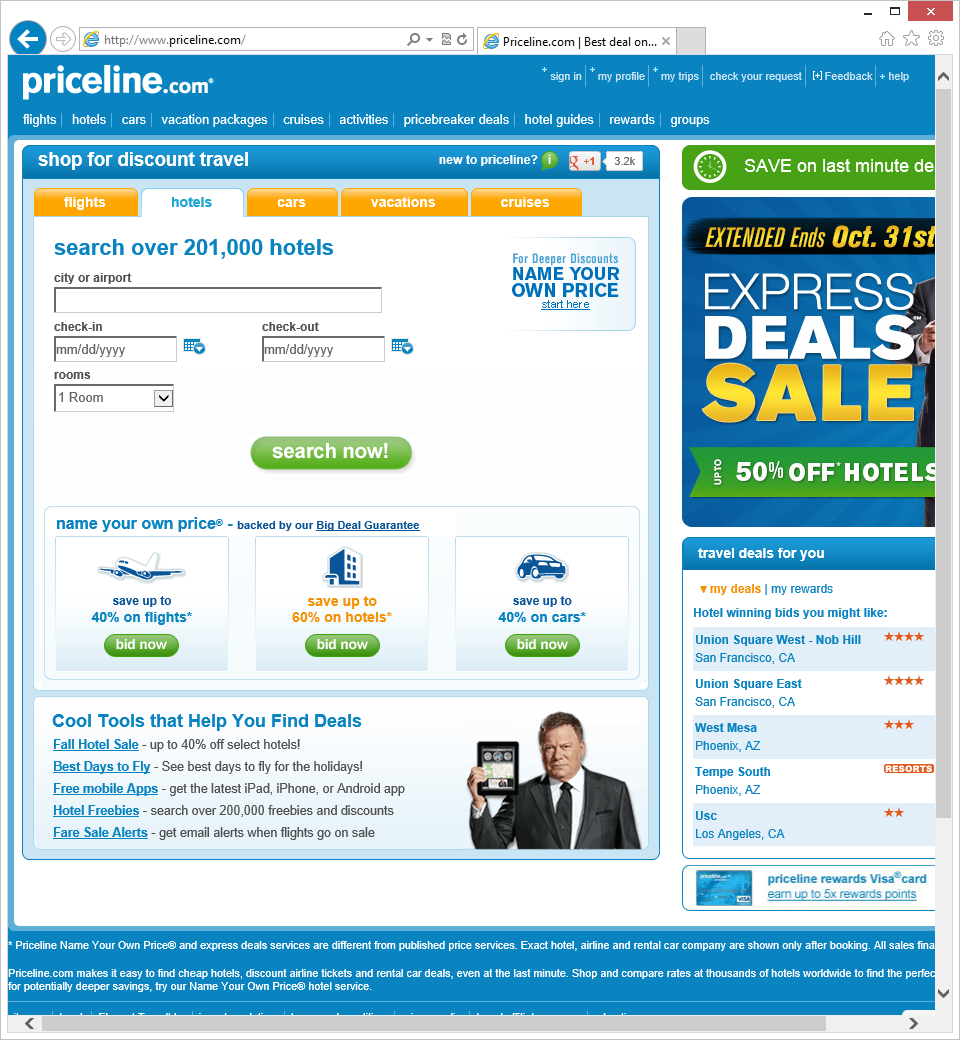 http://www.priceline.com/
Priceline.com | Best deal on...
priceline.com®
sign in
my profile
my trips
check your request
[+] Feedback
+ help
flights
hotels
cars
vacation packages
cruises
activities
pricebreaker deals
hotel guides
rewards
groups
shop for discount travel
new to priceline? i
g +1
3.2k
flights
hotels
cars
vacations
cruises
search over 201,000 hotels
city or airport
check-in
check-out
mm/dd/yyyy
mm/dd/yyyy
rooms
1 Room
For Deeper Discounts
NAME YOUR
OWN PRICE
start here
search now!
name your own price® - backed by our Big Deal Guarantee
save up to
40% on flights*
bid now
save up to
60% on hotels*
bid now
save up to
40% on cars*
bid now
Cool Tools that Help You Find Deals
Fall Hotel Sale - up to 40% off select hotels!
Best Days to Fly - See best days to fly for the holidays!
Free mobile Apps - get the latest iPad, iPhone, or Android app
Hotel Freebies - search over 200,000 freebies and discounts
Fare Sale Alerts - get email alerts when flights go on sale
SAVE on last minute de
EXTENDED Ends Oct. 31st
EXPRESS
DEALS℠
SALE
UP TO 50% OFF* HOTELS
travel deals for you
▼my deals | my rewards
Hotel winning bids you might like:
Union Square West - Nob Hill
San Francisco, CA
Union Square East
San Francisco, CA
West Mesa
Phoenix, AZ
Tempe South
RESORTS
Phoenix, AZ
Usc
Los Angeles, CA
priceline.com
VISA
priceline rewards Visa® card
earn up to 5x rewards points
* Priceline Name Your Own Price® and express deals services are different from published price services. Exact hotel, airline and rental car company are shown only after booking. All sales fina
Priceline.com makes it easy to find cheap hotels, discount airline tickets and rental car deals, even at the last minute. Shop and compare rates at thousands of hotels worldwide to find the perfec
for potentially deeper savings, try our Name Your Own Price® hotel service.